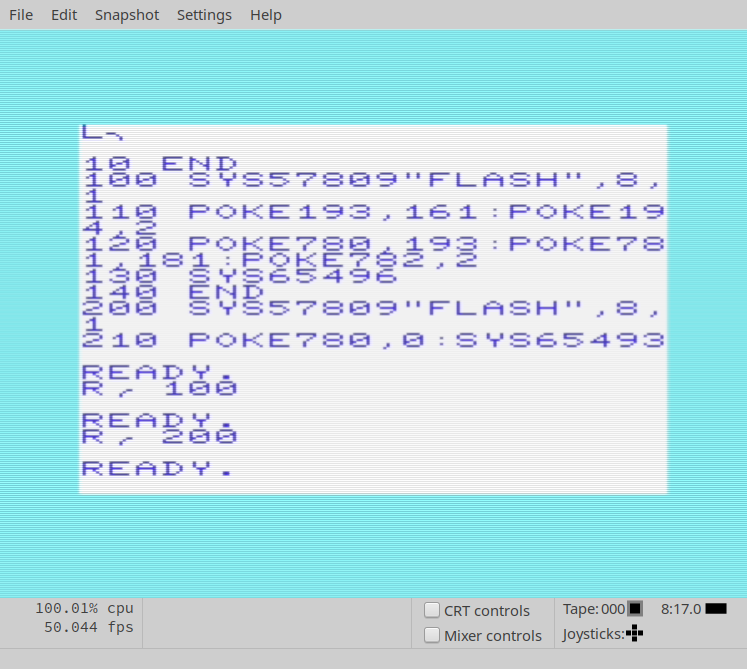 File Edit Snapshot Settings Help
L╮
10 END
100 SYS57809"FLASH",8,
1
110 POKE193,161:POKE19
4,2
120 POKE780,193:POKE78
1,181:POKE782,2
130 SYS65496
140 END
200 SYS57809"FLASH",8,
1
210 POKE780,0:SYS65493
READY.
R╭ 100
READY.
R╭ 200
READY.
100.01% cpu
50.044 fps
CRT controls
Mixer controls
Tape: 000
8:17.0
Joysticks: